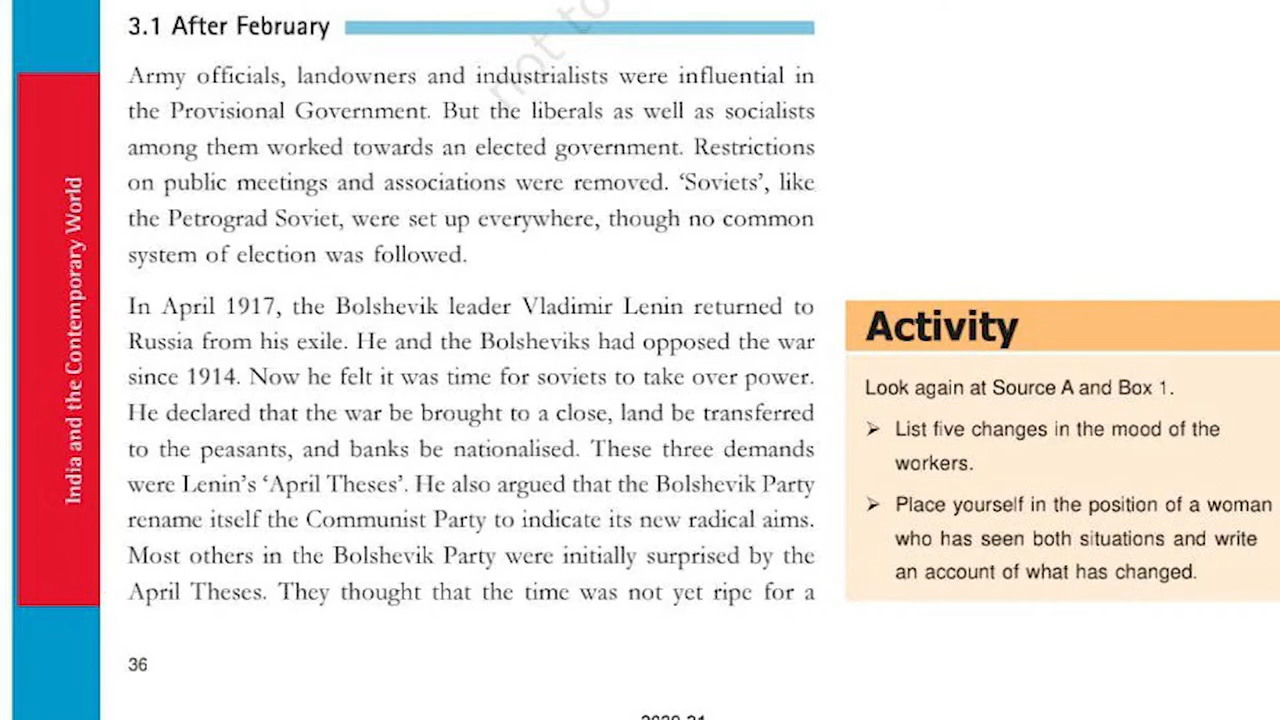 3.1 After February
not to
Army officials, landowners and industrialists were influential in
the Provisional Government. But the liberals as well as socialists
among them worked towards an elected government. Restrictions
on public meetings and associations were removed. ‘Soviets’, like
the Petrograd Soviet, were set up everywhere, though no common
system of election was followed.
In April 1917, the Bolshevik leader Vladimir Lenin returned to
Russia from his exile. He and the Bolsheviks had opposed the war
since 1914. Now he felt it was time for soviets to take over power.
He declared that the war be brought to a close, land be transferred
to the peasants, and banks be nationalised. These three demands
were Lenin’s ‘April Theses’. He also argued that the Bolshevik Party
rename itself the Communist Party to indicate its new radical aims.
Most others in the Bolshevik Party were initially surprised by the
April Theses. They thought that the time was not yet ripe for a
Activity
Look again at Source A and Box 1.
➢ List five changes in the mood of the
workers.
➢ Place yourself in the position of a woman
who has seen both situations and write
an account of what has changed.
India and the Contemporary World
36